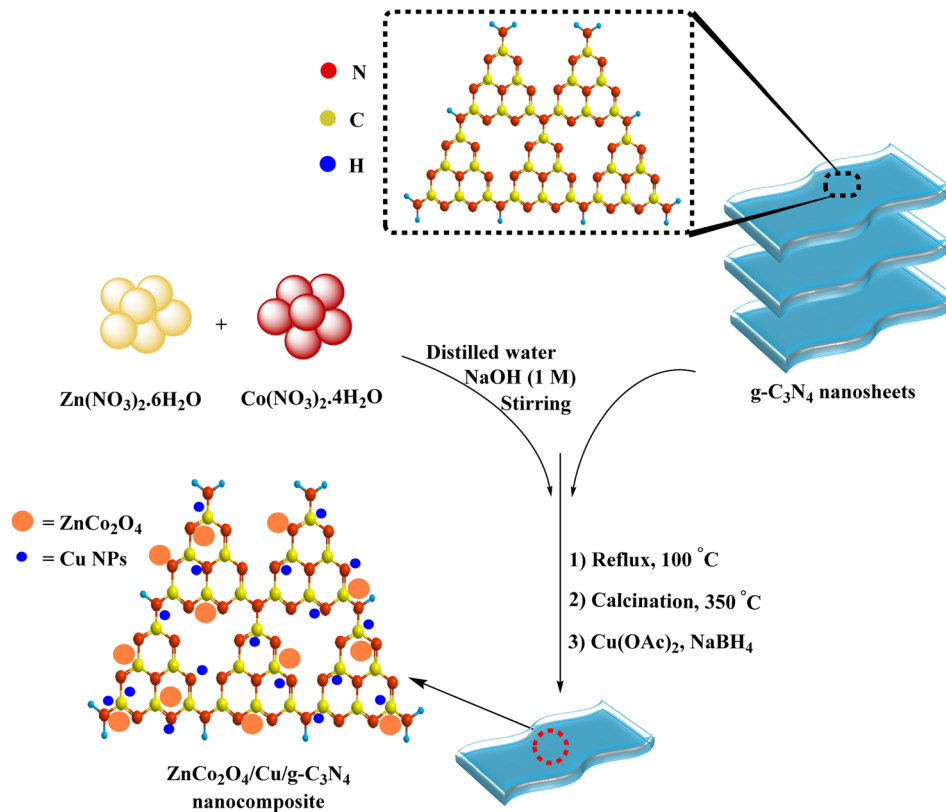 N
C
H
Zn(NO₃)₂.6H₂O
+
Co(NO₃)₂.4H₂O
Distilled water
NaOH (1 M)
Stirring
g-C₃N₄ nanosheets
= ZnCo₂O₄
= Cu NPs
1) Reflux, 100 °C
2) Calcination, 350 °C
3) Cu(OAc)₂, NaBH₄
ZnCo₂O₄/Cu/g-C₃N₄
nanocomposite